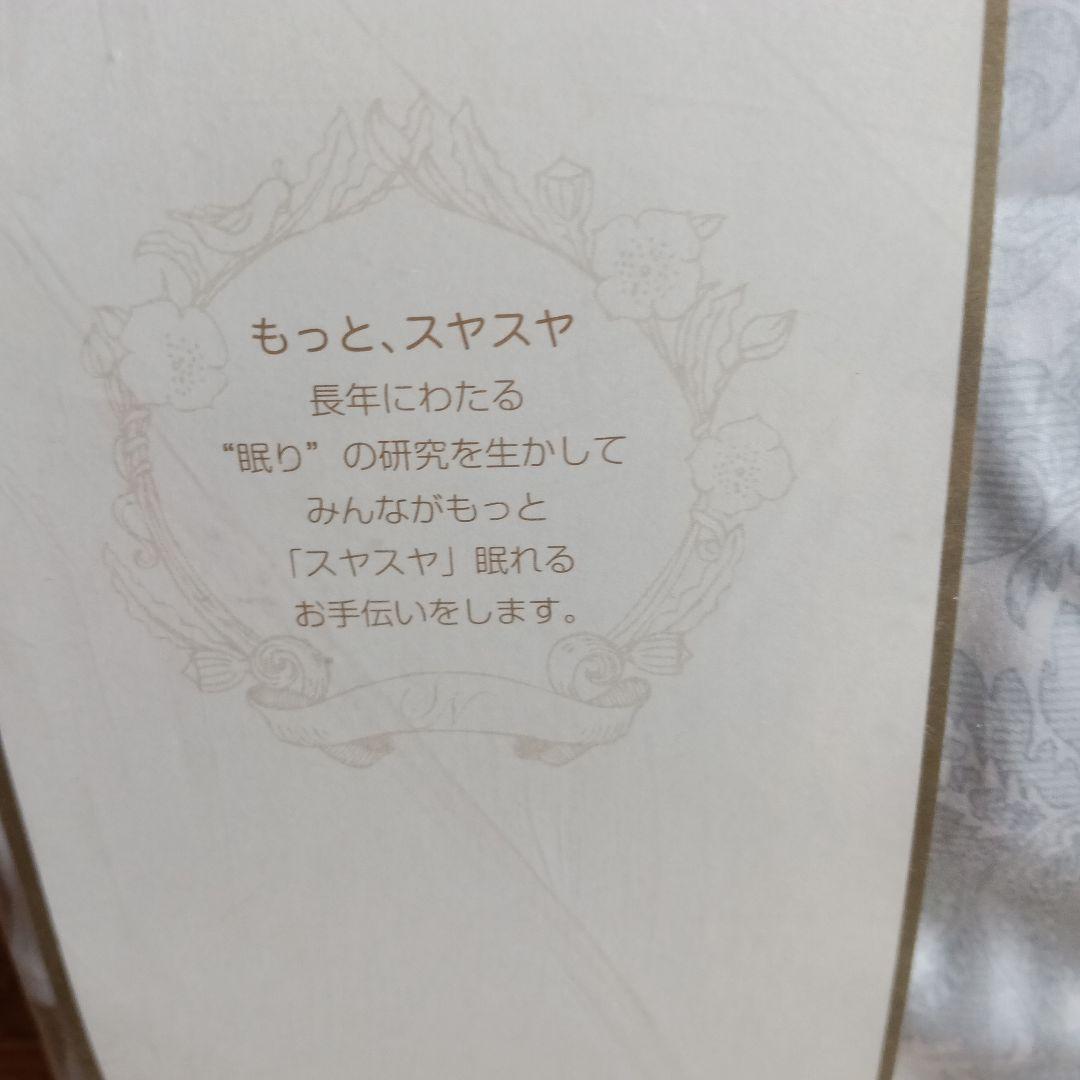 もっと、スヤスヤ
長年にわたる
“眠り”の研究を生かして
みんながもっと
「スヤスヤ」眠れる
お手伝いをします。